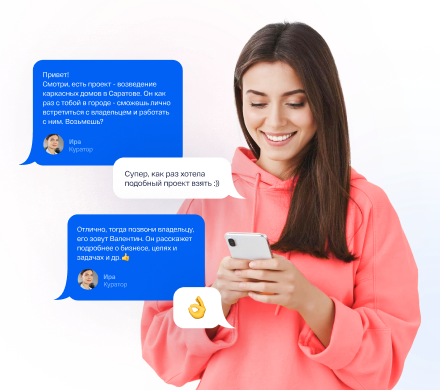 Привет!
Смотри, есть проект - возведение
каркасных домов в Саратове. Он как
раз с тобой в городе - сможешь лично
встретиться с владельцем и работать
с ним. Возьмешь?
Ира
Куратор
Супер, как раз хотела
подобный проект взять :))
Отлично, тогда позвони владельцу,
его зовут Валентин. Он расскажет
подробнее о бизнесе, целях и
задачах и др.👍
Ира
Куратор
👌